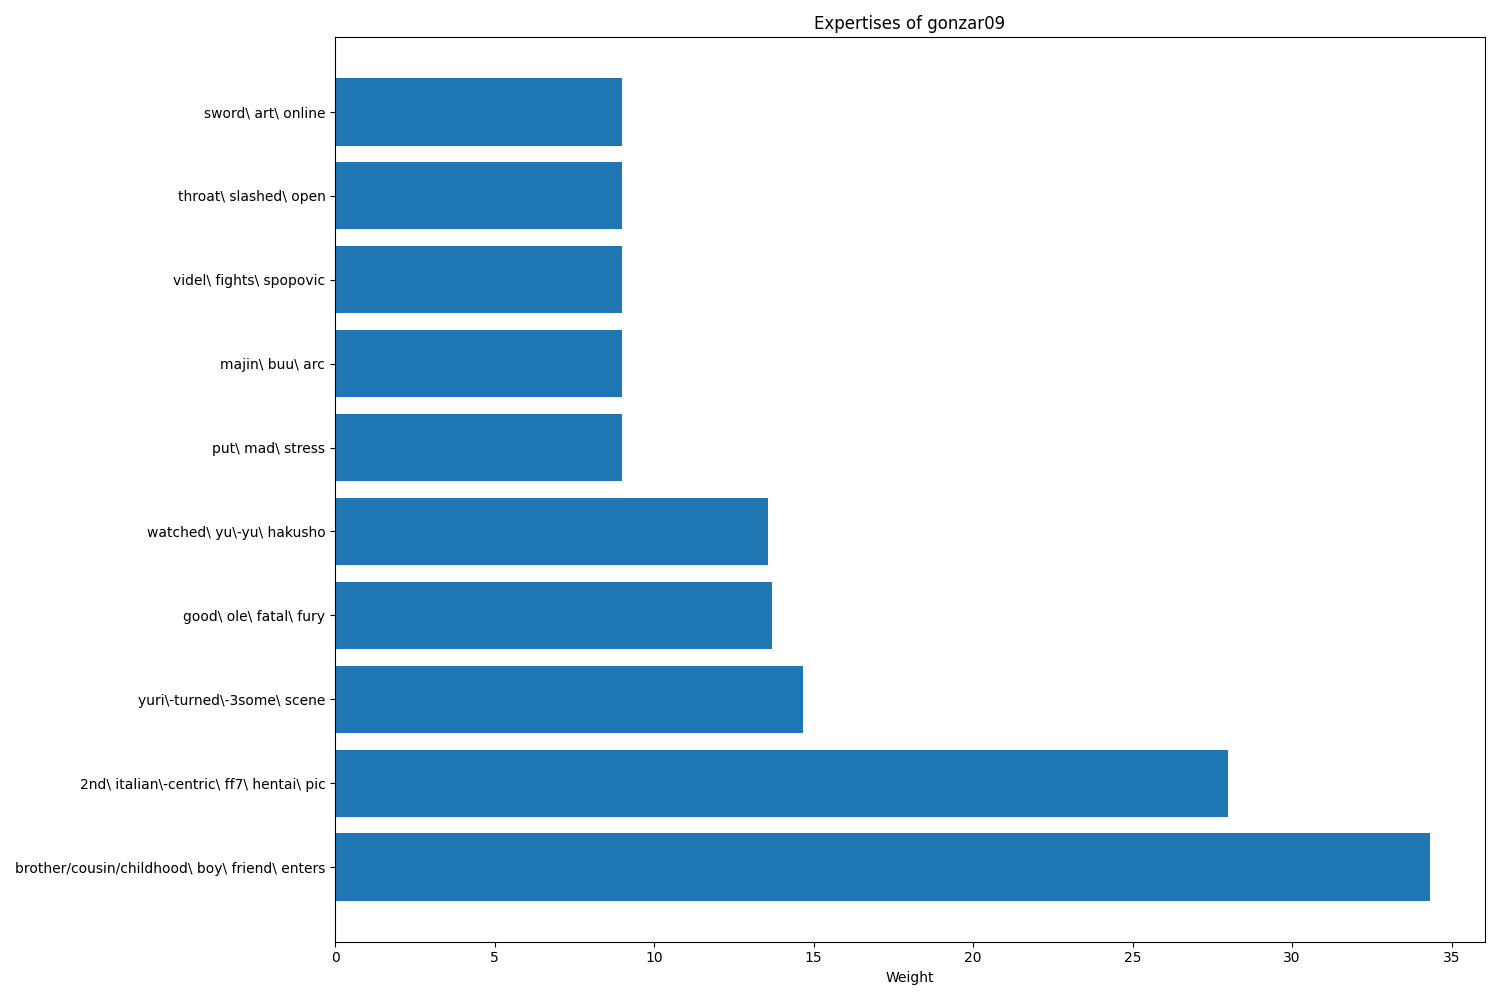 Expertises of gonzar09
sword\ art\ online
throat\ slashed\ open
videl\ fights\ spopovic
majin\ buu\ arc
put\ mad\ stress
watched\ yu\-yu\ hakusho
good\ ole\ fatal\ fury
yuri\-turned\-3some\ scene
2nd\ italian\-centric\ ff7\ hentai\ pic
brother/cousin/childhood\ boy\ friend\ enters
0 5 10 15 20 25 30 35
Weight